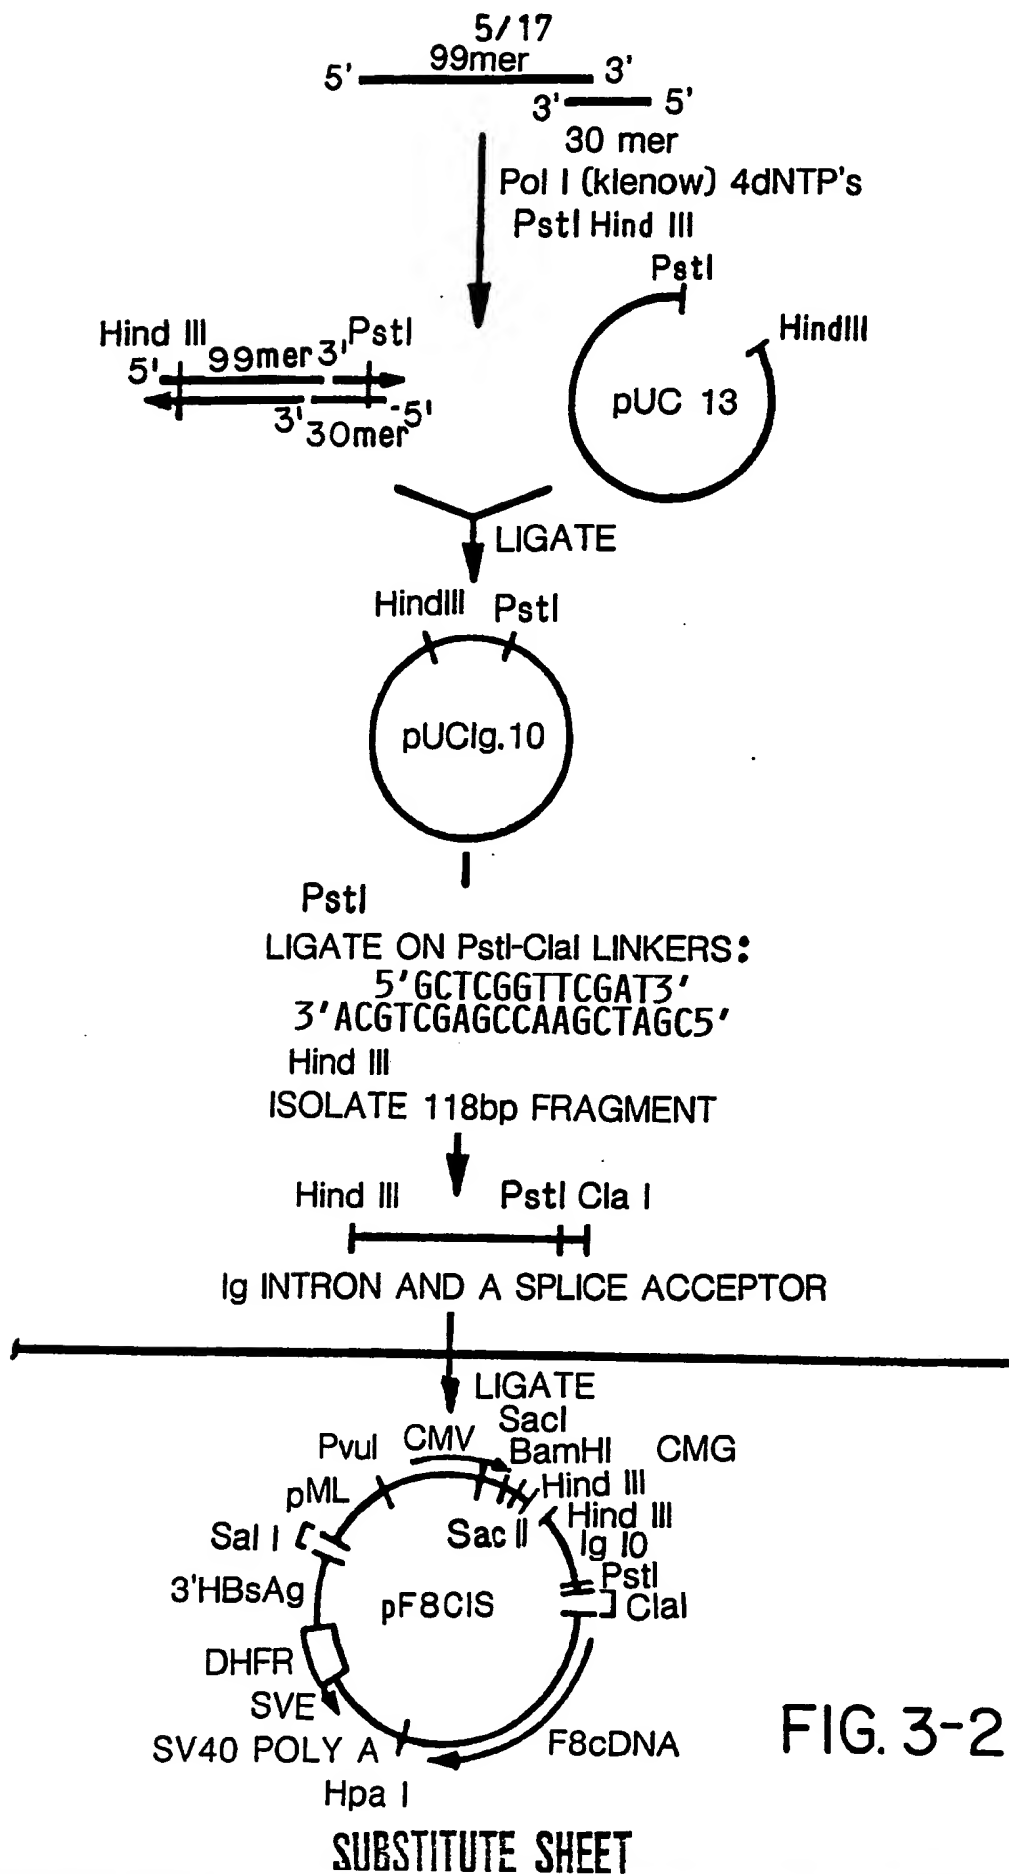 5/17
99mer
5' 3'
3' 5'
30 mer
Pol I (klenow) 4dNTP's
PstI Hind III
PstI
HindIII
pUC 13
Hind III PstI
5' 99mer 3'
3' 30mer -5'
LIGATE
HindIII PstI
pUCIg.10
PstI
LIGATE ON PstI-ClaI LINKERS:
5'GCTCGGTTCGAT3'
3'ACGTCGAGCCAAGCTAGC5'
Hind III
ISOLATE 118bp FRAGMENT
Hind III PstI Cla I
Ig INTRON AND A SPLICE ACCEPTOR
LIGATE
SacI
PvuI CMV BamHI CMG
pML Hind III
Sal I Sac II Hind III
Ig 10
3'HBsAg pF8CIS PstI
ClaI
DHFR
SVE
SV40 POLY A F8cDNA
Hpa I
FIG. 3-2
SUBSTITUTE SHEET